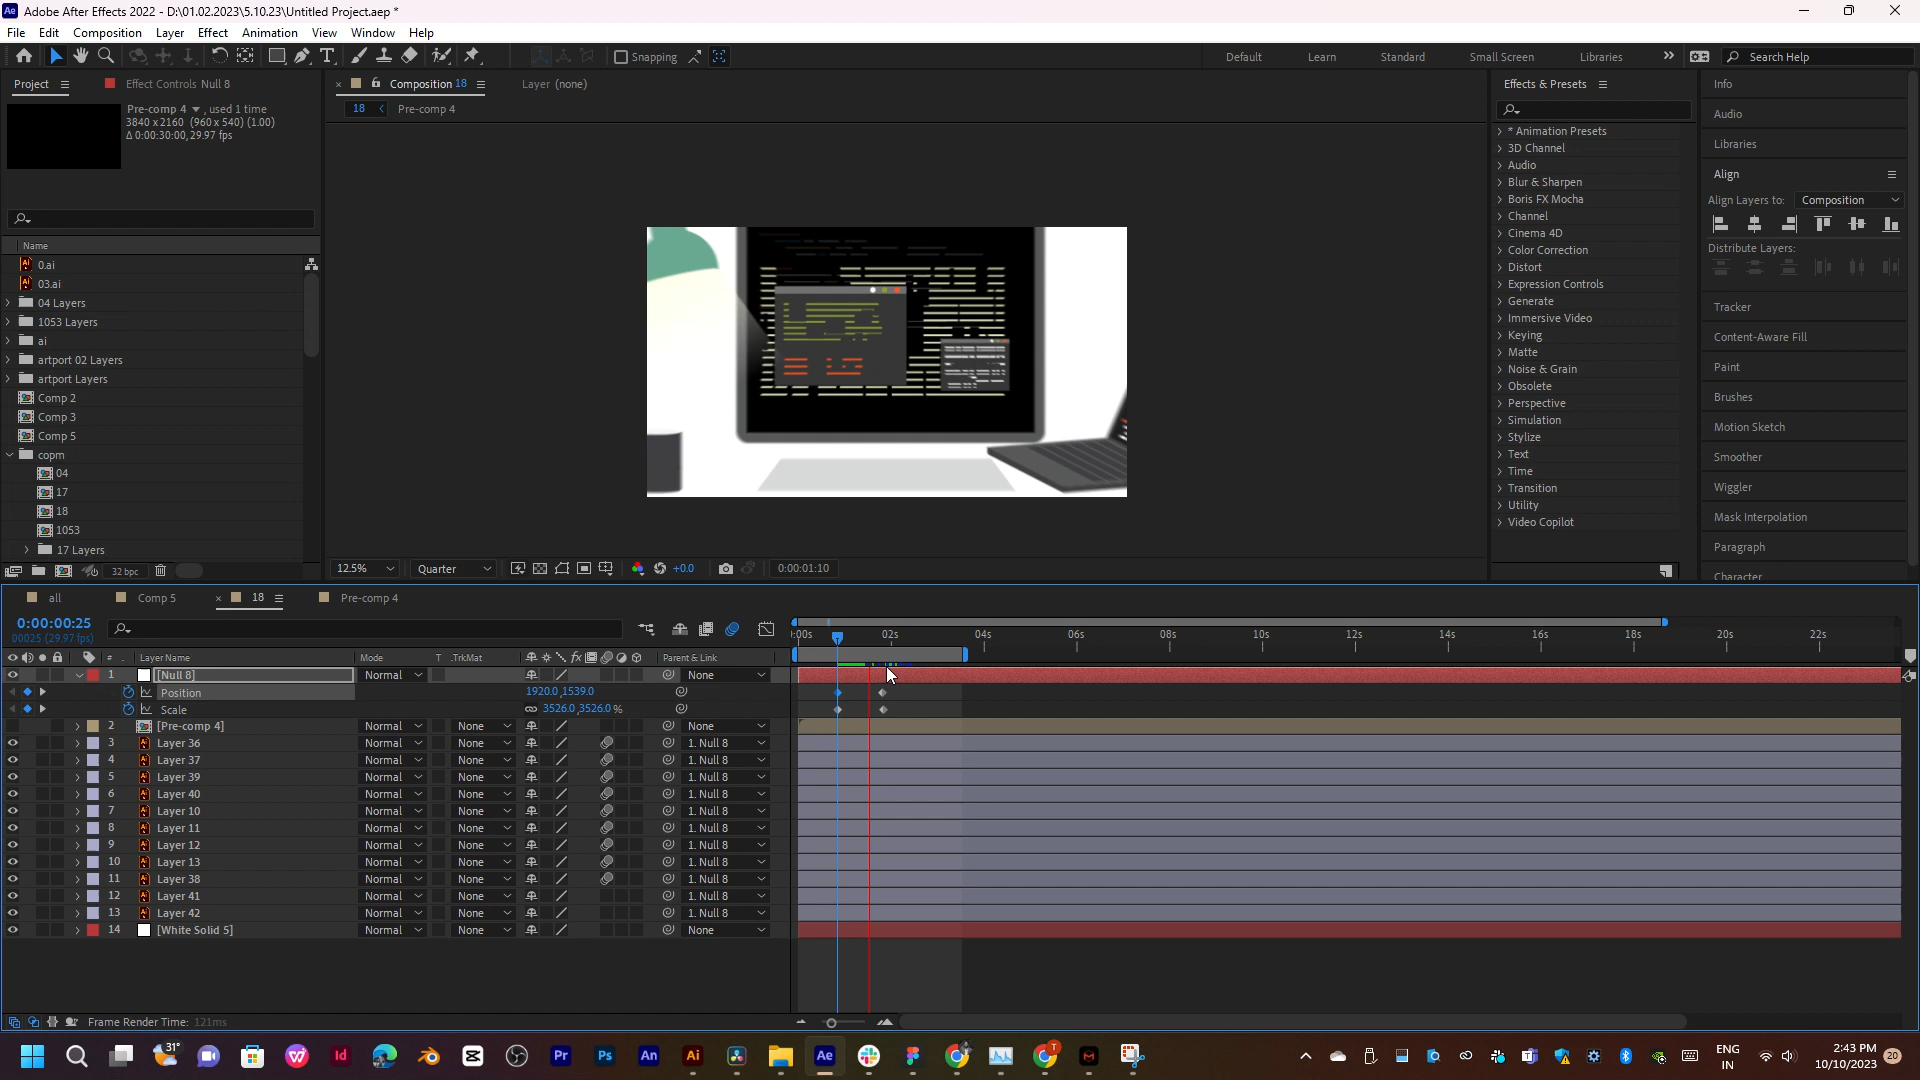 Adobe After Effects 2022 - D:\01.02.2023\5.10.23\Untitled Project.aep *
File Edit Composition Layer Effect Animation View Window Help
Snapping Default Learn Standard Small Screen Libraries Search Help
Project Effect Controls Null 8
Pre-comp 4 , used 1 time
3840 x 2160 (960 x 540) (1.00)
Δ 0:00:30:00, 29.97 fps
Name
0.ai
03.ai
04 Layers
1053 Layers
ai
artport 02 Layers
artport Layers
Comp 2
Comp 3
Comp 5
copm
04
17
18
1053
17 Layers
32 bpc
Composition 18 Layer (none)
18 Pre-comp 4
12.5% Quarter +0.0 0:00:01:10
Effects & Presets
* Animation Presets
3D Channel
Audio
Blur & Sharpen
Boris FX Mocha
Channel
Cinema 4D
Color Correction
Distort
Expression Controls
Generate
Immersive Video
Keying
Matte
Noise & Grain
Obsolete
Perspective
Simulation
Stylize
Text
Time
Transition
Utility
Video Copilot
Info
Audio
Libraries
Align
Align Layers to: Composition
Distribute Layers:
Tracker
Content-Aware Fill
Paint
Brushes
Motion Sketch
Smoother
Wiggler
Mask Interpolation
Paragraph
Character
all Comp 5 18 Pre-comp 4
0:00:00:25
00025 (29.97 fps)
):00s 02s 04s 06s 08s 10s 12s 14s 16s 18s 20s 22s
# Layer Name Mode T .TrkMat fx Parent & Link
1 [Null 8] Normal None
Position 1920.0,1539.0
Scale 3526.0,3526.0%
2 [Pre-comp 4] Normal None None
3 Layer 36 Normal None 1. Null 8
4 Layer 37 Normal None 1. Null 8
5 Layer 39 Normal None 1. Null 8
6 Layer 40 Normal None 1. Null 8
7 Layer 10 Normal None 1. Null 8
8 Layer 11 Normal None 1. Null 8
9 Layer 12 Normal None 1. Null 8
10 Layer 13 Normal None 1. Null 8
11 Layer 38 Normal None 1. Null 8
12 Layer 41 Normal None 1. Null 8
13 Layer 42 Normal None 1. Null 8
14 [White Solid 5] Normal None None
Frame Render Time: 121ms
31° Id Pr Ps An Ai Ae
ENG
IN
2:43 PM
10/10/2023
20